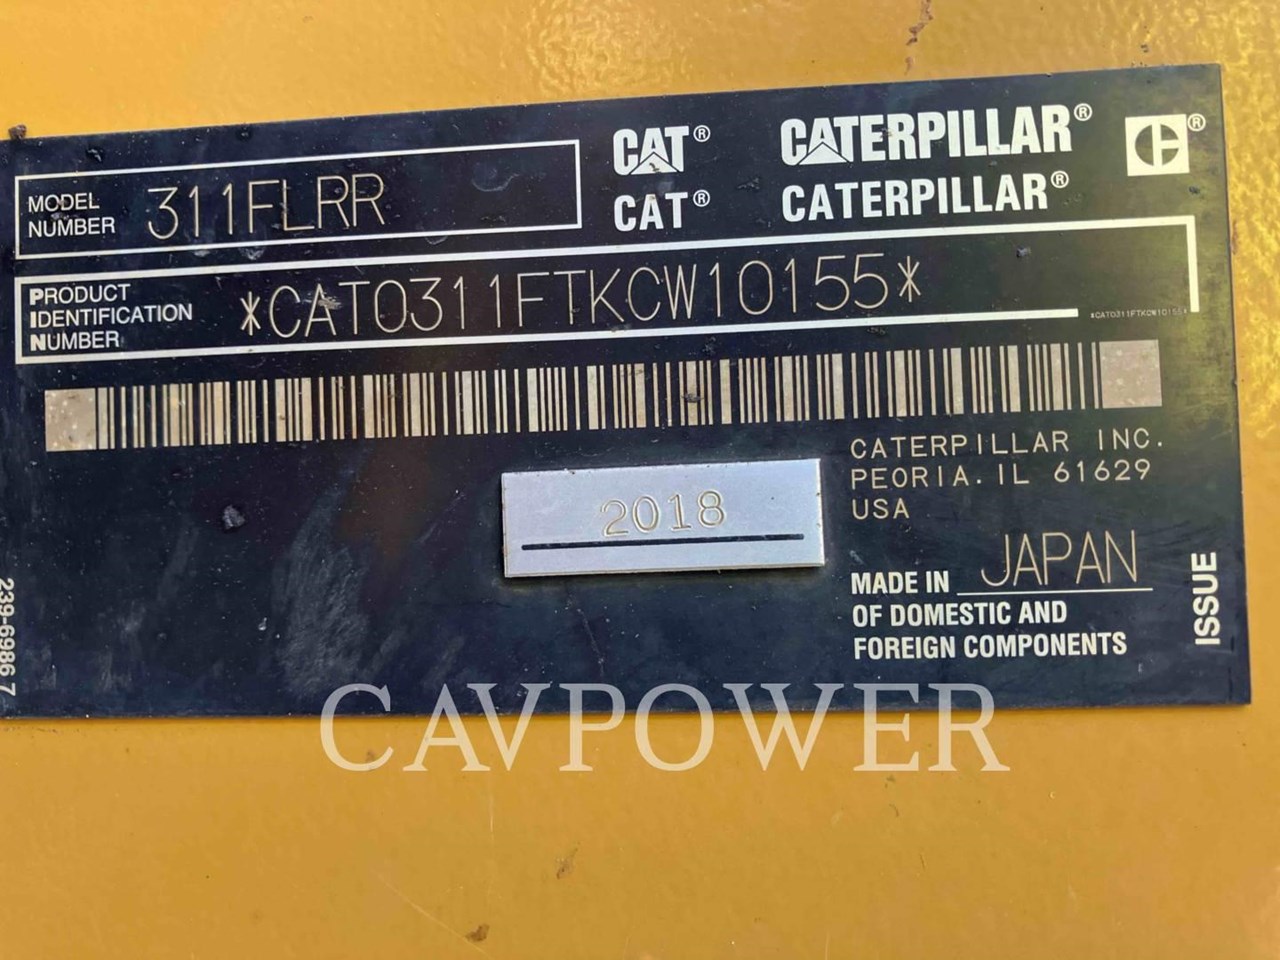 MODEL NUMBER 311FLRR
CAT® CATERPILLAR® ®
CAT® CATERPILLAR®
PRODUCT
IDENTIFICATION
NUMBER
*CAT0311FTKCW10155*
*CAT0311FTKCW10155*
CATERPILLAR INC.
PEORIA. IL 61629
USA
2018
MADE IN JAPAN
OF DOMESTIC AND
FOREIGN COMPONENTS
ISSUE
239-6986 7
CAVPOWER